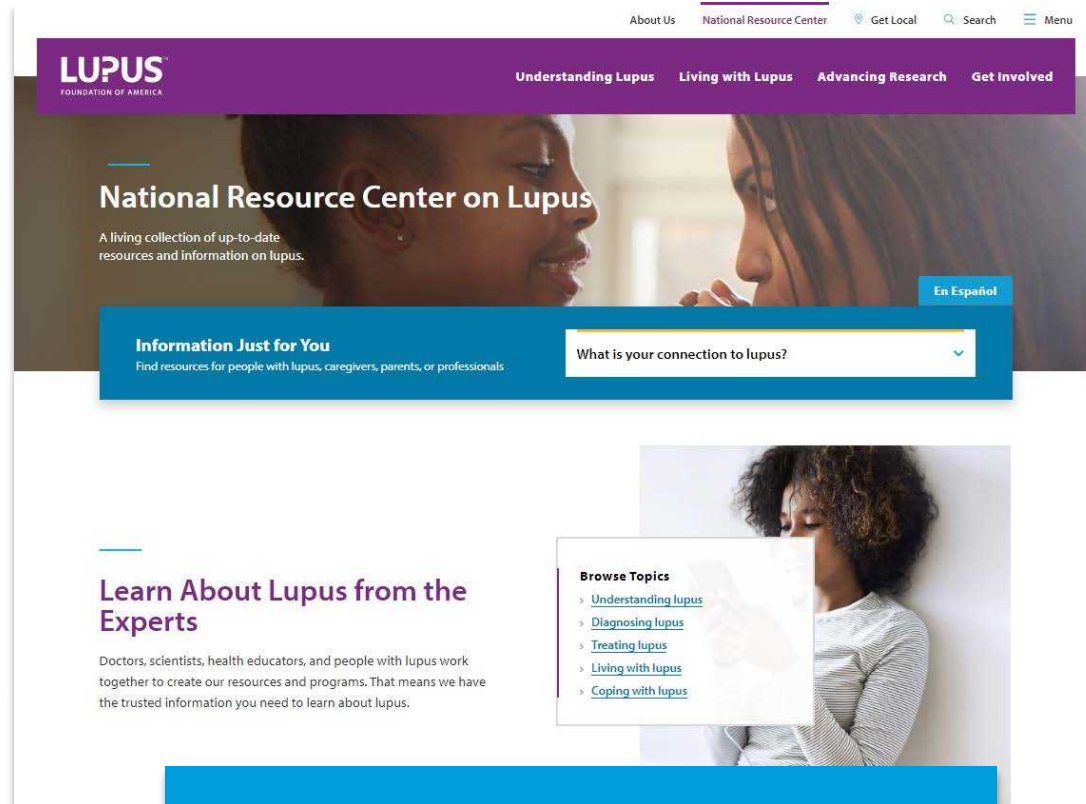 About Us National Resource Center Get Local Search Menu
LUPUS
FOUNDATION OF AMERICA
Understanding Lupus Living with Lupus Advancing Research Get Involved
National Resource Center on Lupus
A living collection of up-to-date
resources and information on lupus.
En Español
Information Just for You
Find resources for people with lupus, caregivers, parents, or professionals
What is your connection to lupus?
Learn About Lupus from the
Experts
Doctors, scientists, health educators, and people with lupus work
together to create our resources and programs. That means we have
the trusted information you need to learn about lupus.
Browse Topics
› Understanding lupus
› Diagnosing lupus
› Treating lupus
› Living with lupus
› Coping with lupus